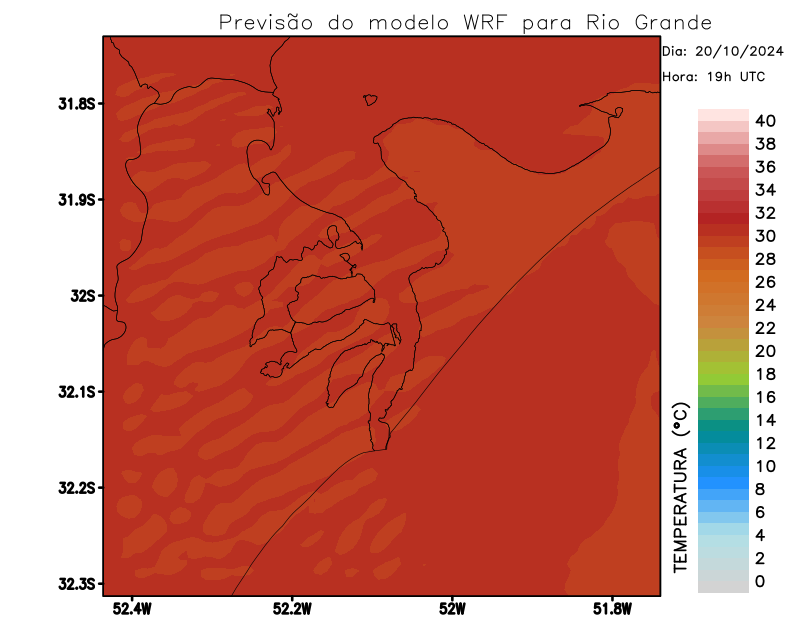 Previsão do modelo WRF para Rio Grande
Dia: 20/10/2024
Hora: 19h UTC
31.8S
31.9S
32S
32.1S
32.2S
32.3S
52.4W
52.2W
52W
51.8W
TEMPERATURA (°C)
40
38
36
34
32
30
28
26
24
22
20
18
16
14
12
10
8
6
4
2
0